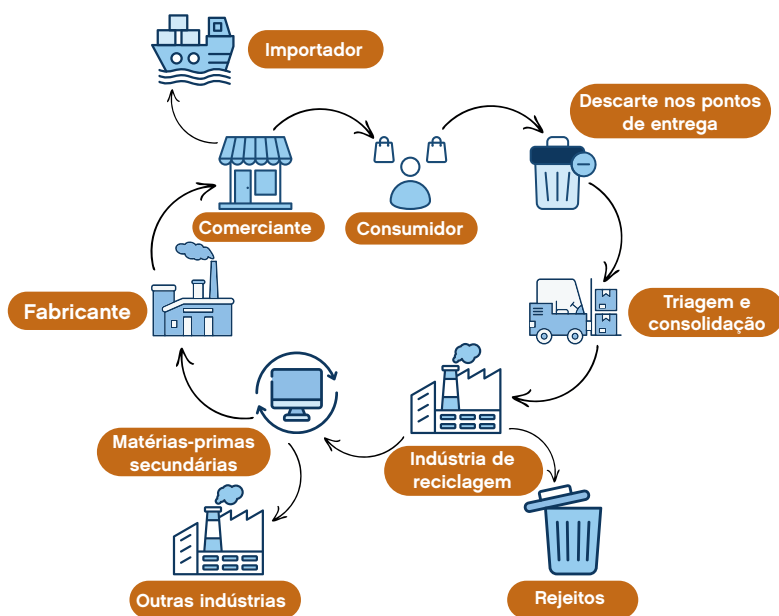 Importador
Descarte nos pontos
de entrega
Comerciante
Consumidor
Fabricante
Triagem e
consolidação
Matérias-primas
secundárias
Indústria de
reciclagem
Outras indústrias
Rejeitos